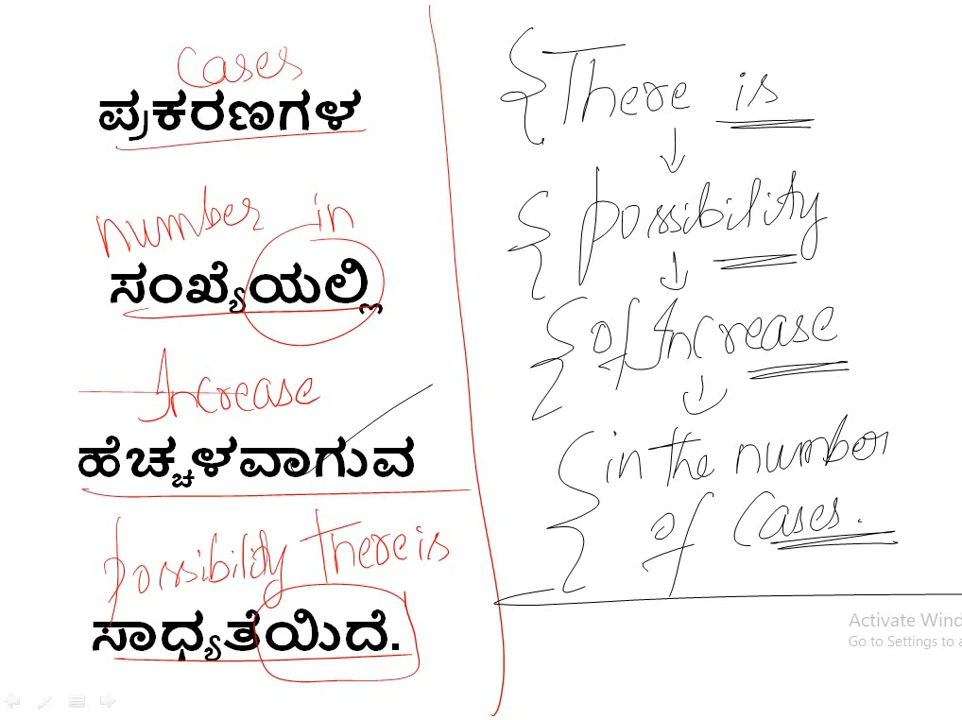 Cases
ಪ್ರಕರಣಗಳ
number in
ಸಂಖ್ಯೆಯಲ್ಲಿ
Increase
ಹೆಚ್ಚಳವಾಗುವ
possibility there is
ಸಾಧ್ಯತೆಯಿದೆ.
There is
possibility
of Increase
in the number
of Cases.
Activate Wind
Go to Settings to a